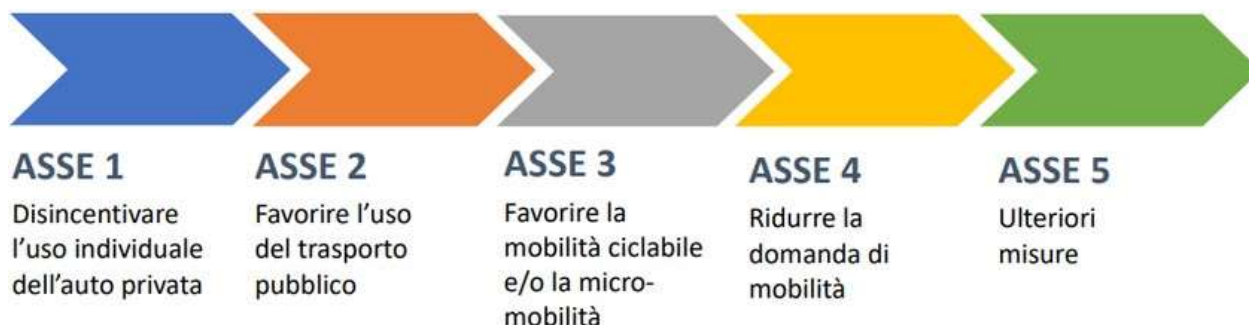 ASSE 1
Disincentivare
l’uso individuale
dell’auto privata
ASSE 2
Favorire l’uso
del trasporto
pubblico
ASSE 3
Favorire la
mobilità ciclabile
e/o la micro-
mobilità
ASSE 4
Ridurre la
domanda di
mobilità
ASSE 5
Ulteriori
misure